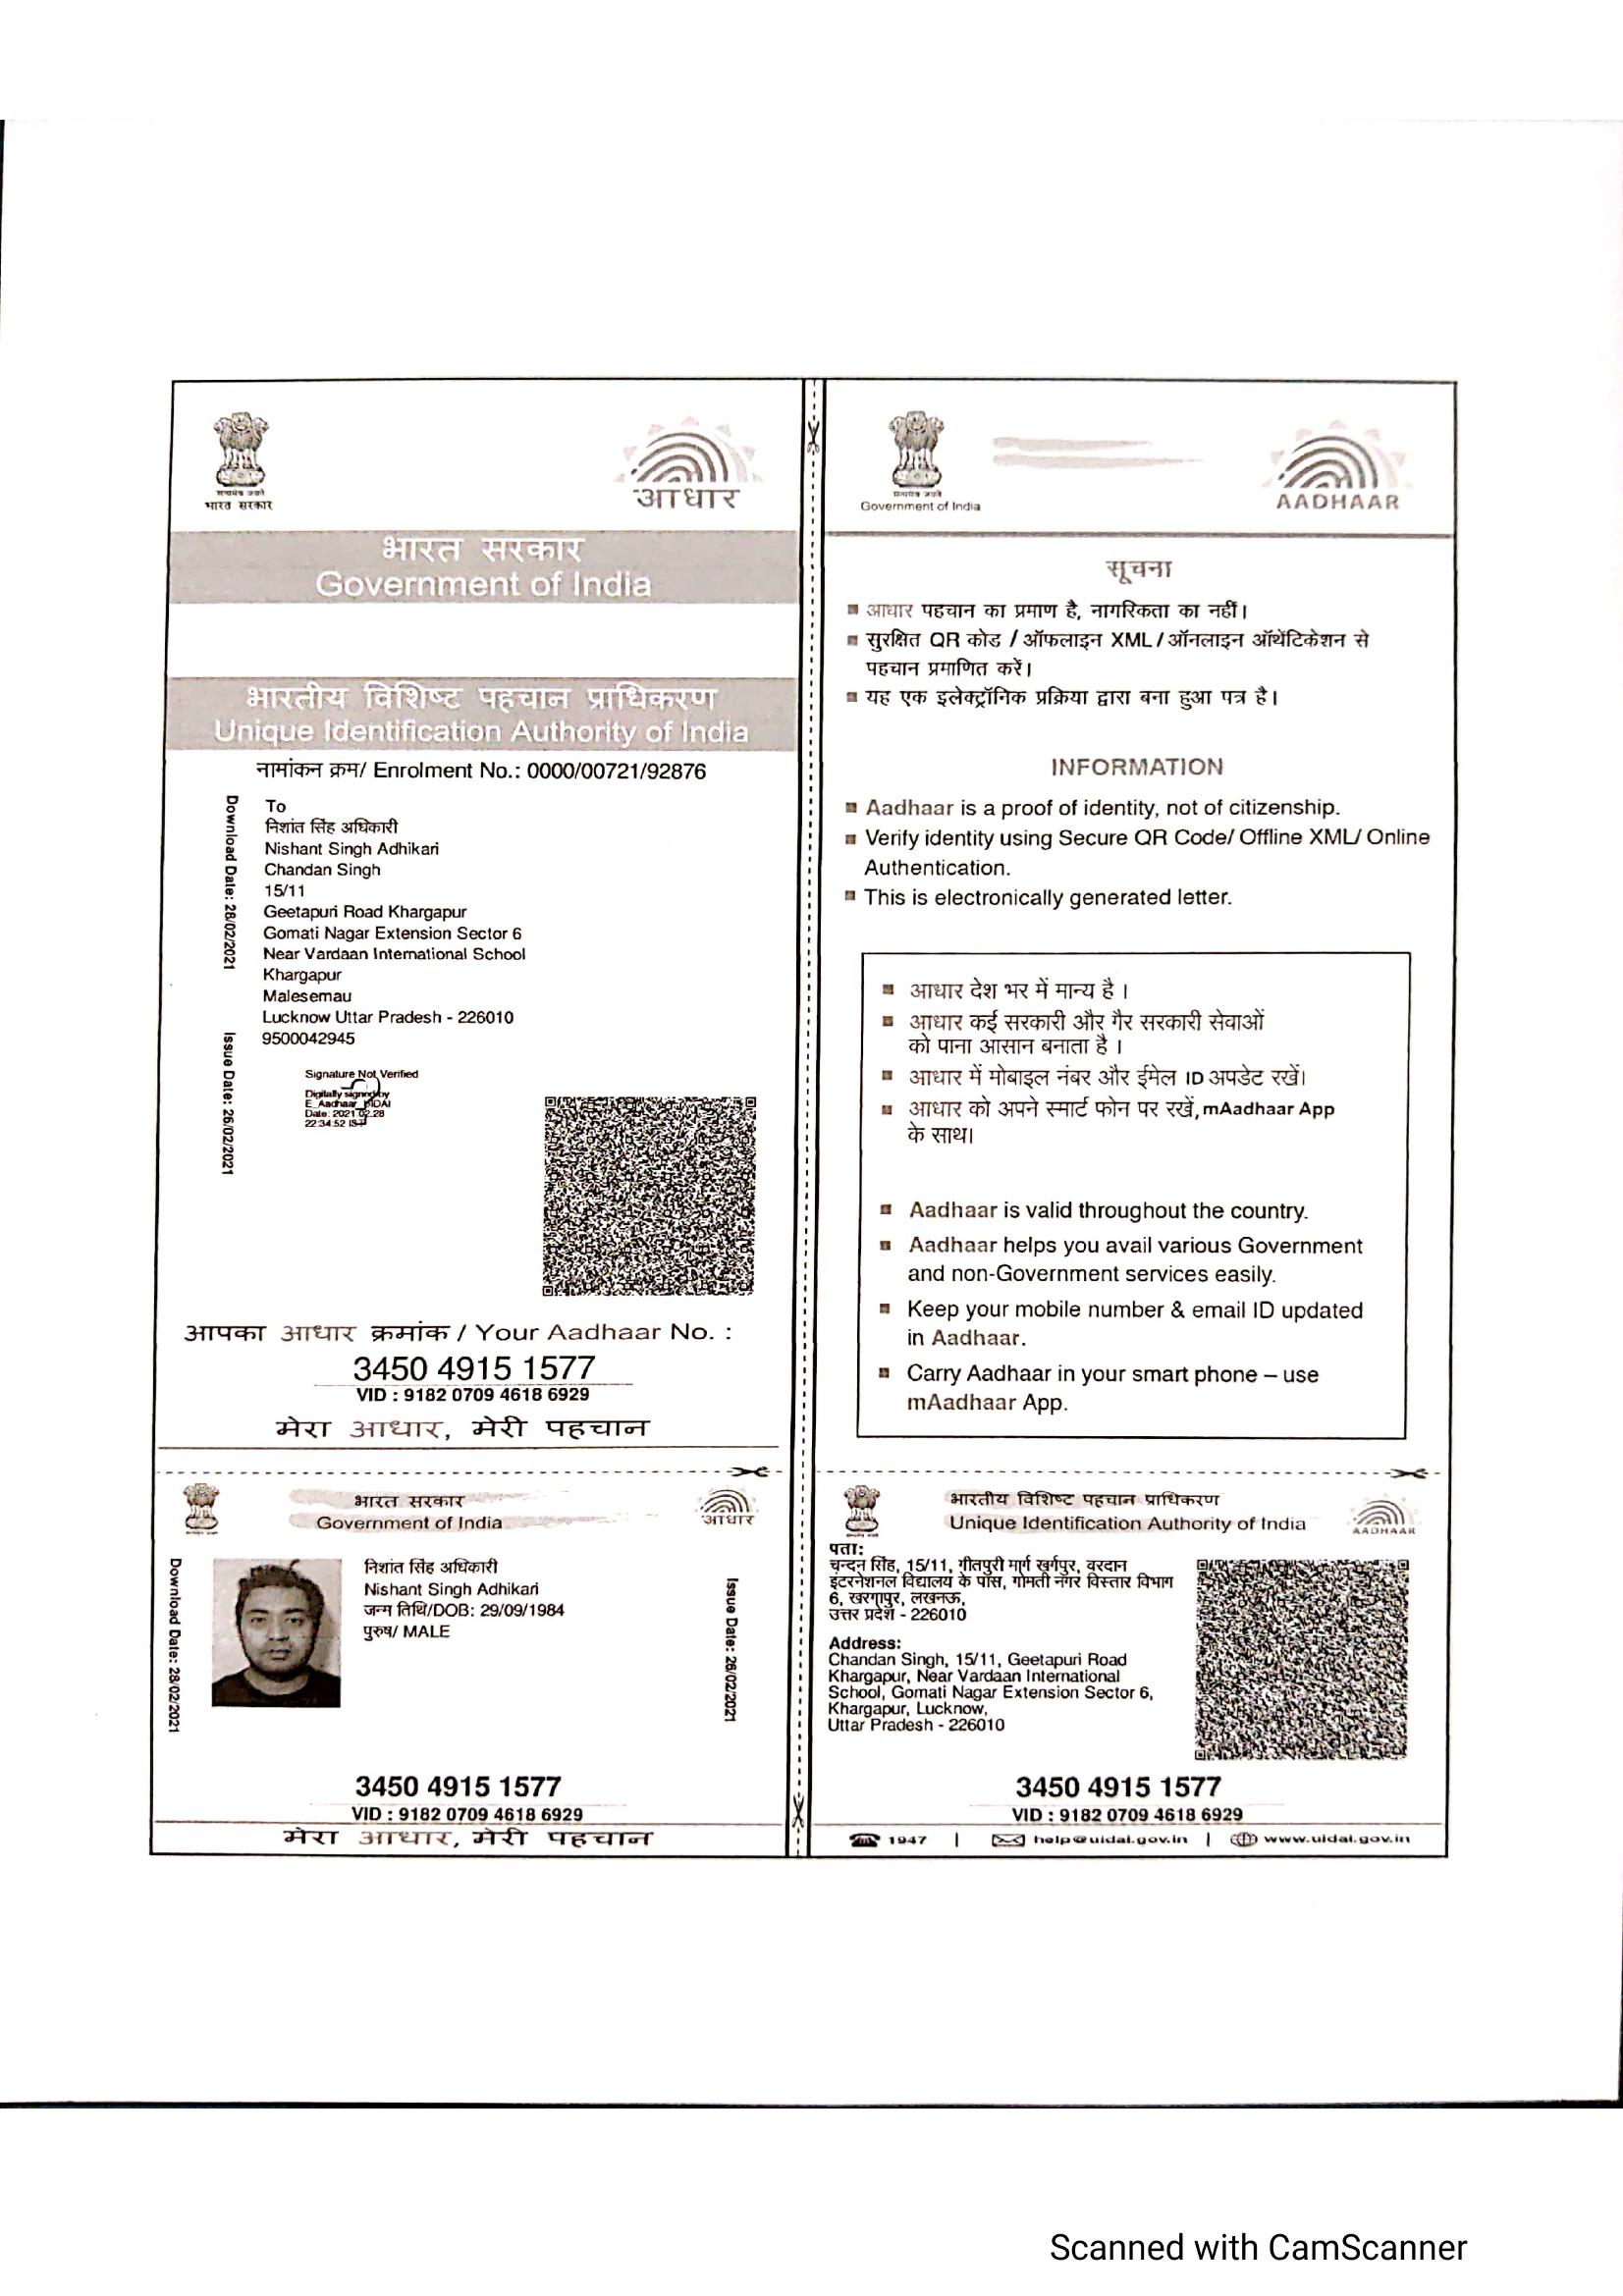 सत्यमेव जयते
भारत सरकार
आधार
भारत सरकार
Government of India
भारतीय विशिष्ट पहचान प्राधिकरण
Unique Identification Authority of India
नामांकन क्रम/ Enrolment No.: 0000/00721/92876
Download Date: 28/02/2021
Issue Date: 26/02/2021
To
निशांत सिंह अधिकारी
Nishant Singh Adhikari
Chandan Singh
15/11
Geetapuri Road Khargapur
Gomati Nagar Extension Sector 6
Near Vardaan International School
Khargapur
Malesemau
Lucknow Uttar Pradesh - 226010
9500042945
Signature Not Verified
Digitally signed by
E_Aadhaar_UIDAI
Date: 2021.02.28
22:34:52 IST
आपका आधार क्रमांक / Your Aadhaar No. :
3450 4915 1577
VID : 9182 0709 4618 6929
मेरा आधार, मेरी पहचान
सत्यमेव जयते
Government of India
AADHAAR
सूचना
आधार पहचान का प्रमाण है, नागरिकता का नहीं।
सुरक्षित QR कोड / ऑफलाइन XML / ऑनलाइन ऑथेंटिकेशन से
पहचान प्रमाणित करें।
यह एक इलेक्ट्रॉनिक प्रक्रिया द्वारा बना हुआ पत्र है।
INFORMATION
Aadhaar is a proof of identity, not of citizenship.
Verify identity using Secure QR Code/ Offline XML/ Online
Authentication.
This is electronically generated letter.
आधार देश भर में मान्य है ।
आधार कई सरकारी और गैर सरकारी सेवाओं
को पाना आसान बनाता है ।
आधार में मोबाइल नंबर और ईमेल ID अपडेट रखें।
आधार को अपने स्मार्ट फोन पर रखें, mAadhaar App
के साथ।
Aadhaar is valid throughout the country.
Aadhaar helps you avail various Government
and non-Government services easily.
Keep your mobile number & email ID updated
in Aadhaar.
Carry Aadhaar in your smart phone – use
mAadhaar App.
भारत सरकार
Government of India
आधार
Download Date: 28/02/2021
निशांत सिंह अधिकारी
Nishant Singh Adhikari
जन्म तिथि/DOB: 29/09/1984
पुरुष/ MALE
Issue Date: 26/02/2021
3450 4915 1577
VID : 9182 0709 4618 6929
मेरा आधार, मेरी पहचान
भारतीय विशिष्ट पहचान प्राधिकरण
Unique Identification Authority of India
AADHAAR
पता:
चन्दन सिंह, 15/11, गीतपुरी मार्ग खर्गपुर, वरदान
इटरनेशनल विद्यालय के पास, गोमती नगर विस्तार विभाग
6, खरगापुर, लखनऊ,
उत्तर प्रदेश - 226010
Address:
Chandan Singh, 15/11, Geetapuri Road
Khargapur, Near Vardaan International
School, Gomati Nagar Extension Sector 6,
Khargapur, Lucknow,
Uttar Pradesh - 226010
3450 4915 1577
VID : 9182 0709 4618 6929
1947 | help@uidai.gov.in | www.uidai.gov.in
Scanned with CamScanner